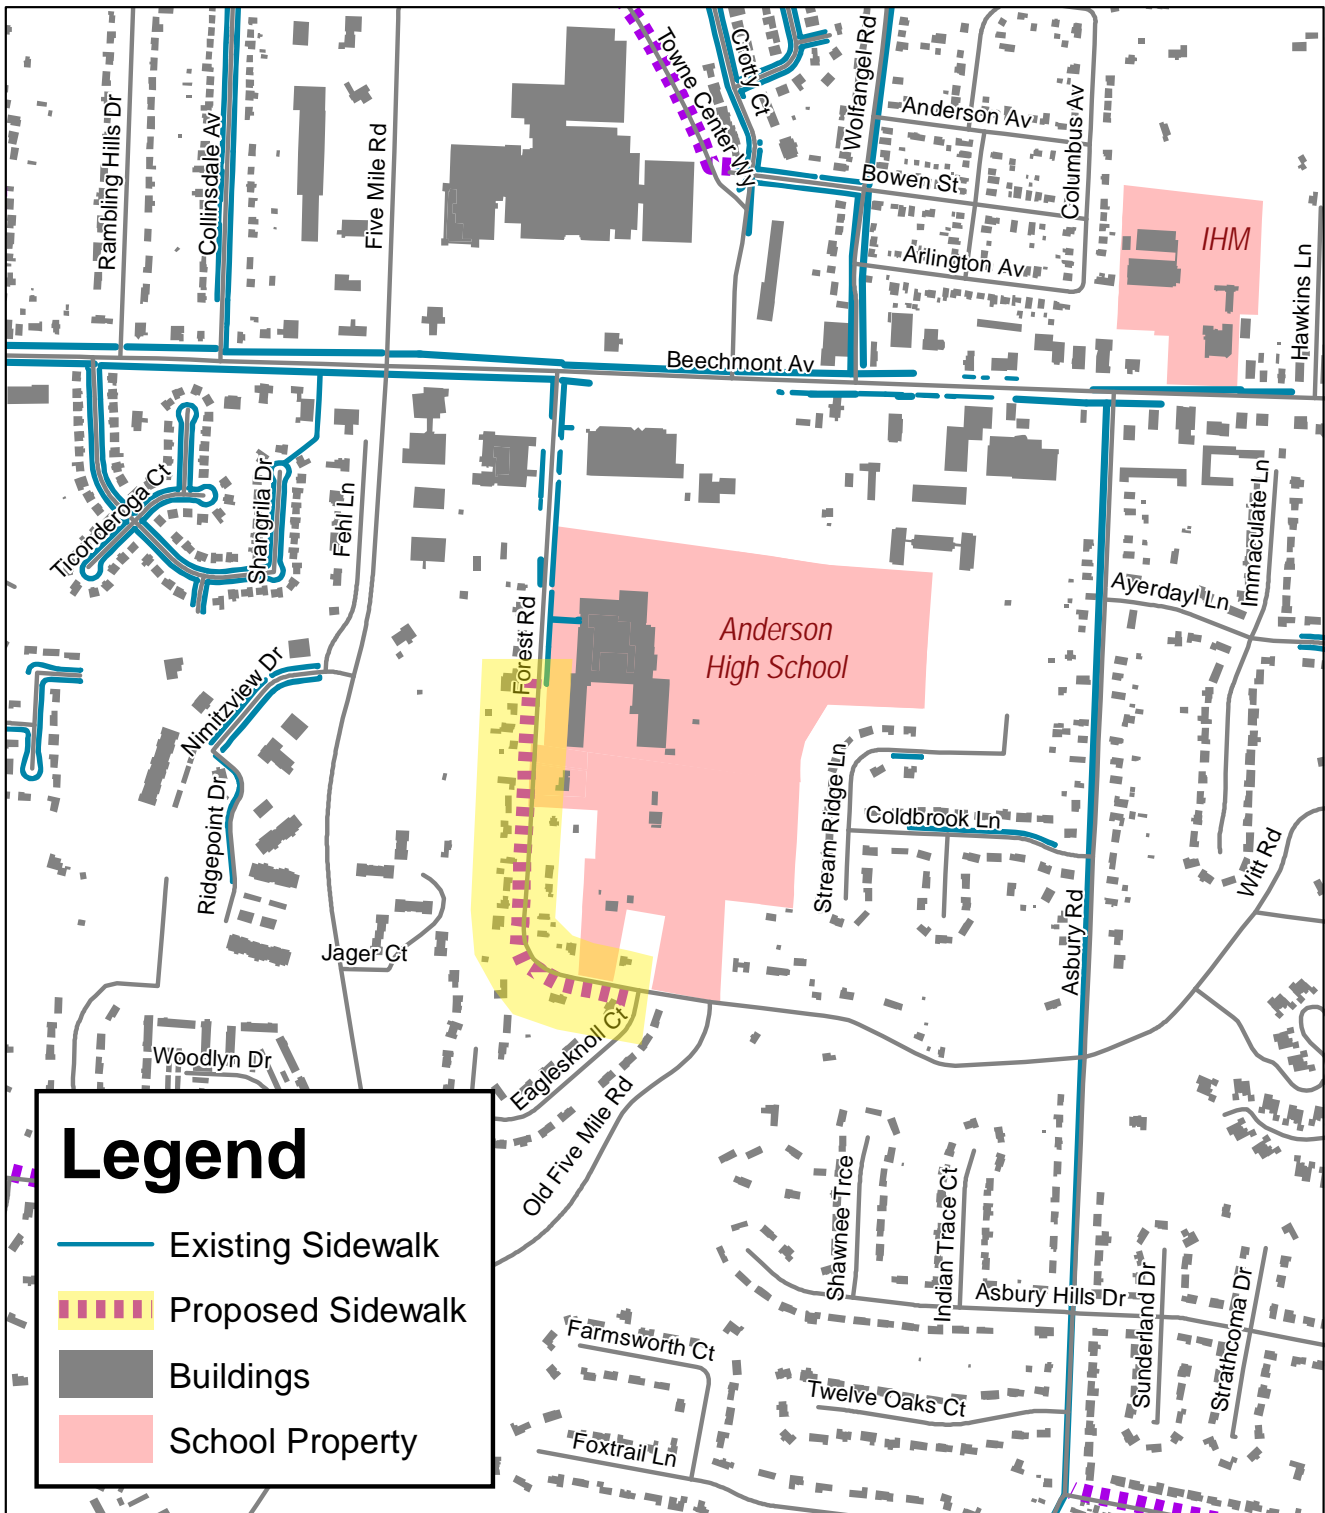 Towne Center Wy
Crotty Ct
Wolfangel Rd
Anderson Av
Columbus Av
Rambling Hills Dr
Collinsdale Av
Five Mile Rd
Bowen St
Arlington Av
IHM
Hawkins Ln
Beechmont Av
Ticonderoga Ct
Shangrila Dr
Fehl Ln
Immaculate Ln
Ayerdayl Ln
Forest Rd
Anderson
High School
Nimitzview Dr
Ridgepoint Dr
Stream Ridge Ln
Coldbrook Ln
Witt Rd
Asbury Rd
Jager Ct
Woodlyn Dr
Eaglesknoll Ct
Old Five Mile Rd
Legend
Existing Sidewalk
Proposed Sidewalk
Buildings
School Property
Shawnee Trce
Indian Trace Ct
Asbury Hills Dr
Sunderland Dr
Strathcoma Dr
Farmsworth Ct
Twelve Oaks Ct
Foxtrail Ln